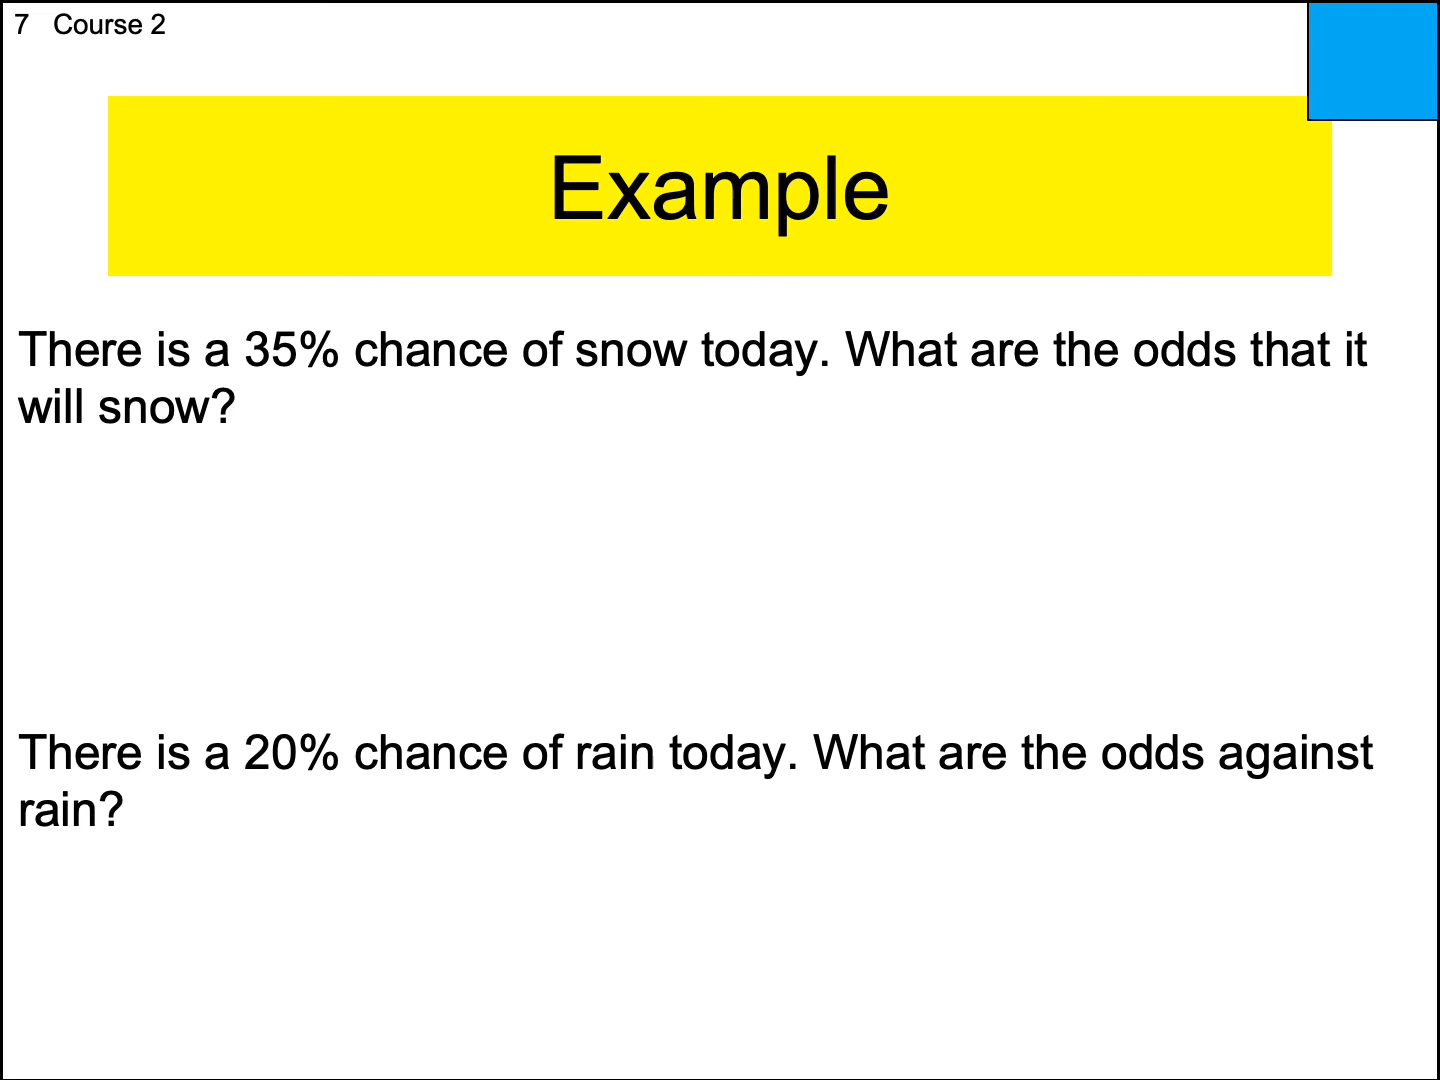 7 Course 2
Example
There is a 35% chance of snow today. What are the odds that it
will snow?
There is a 20% chance of rain today. What are the odds against
rain?